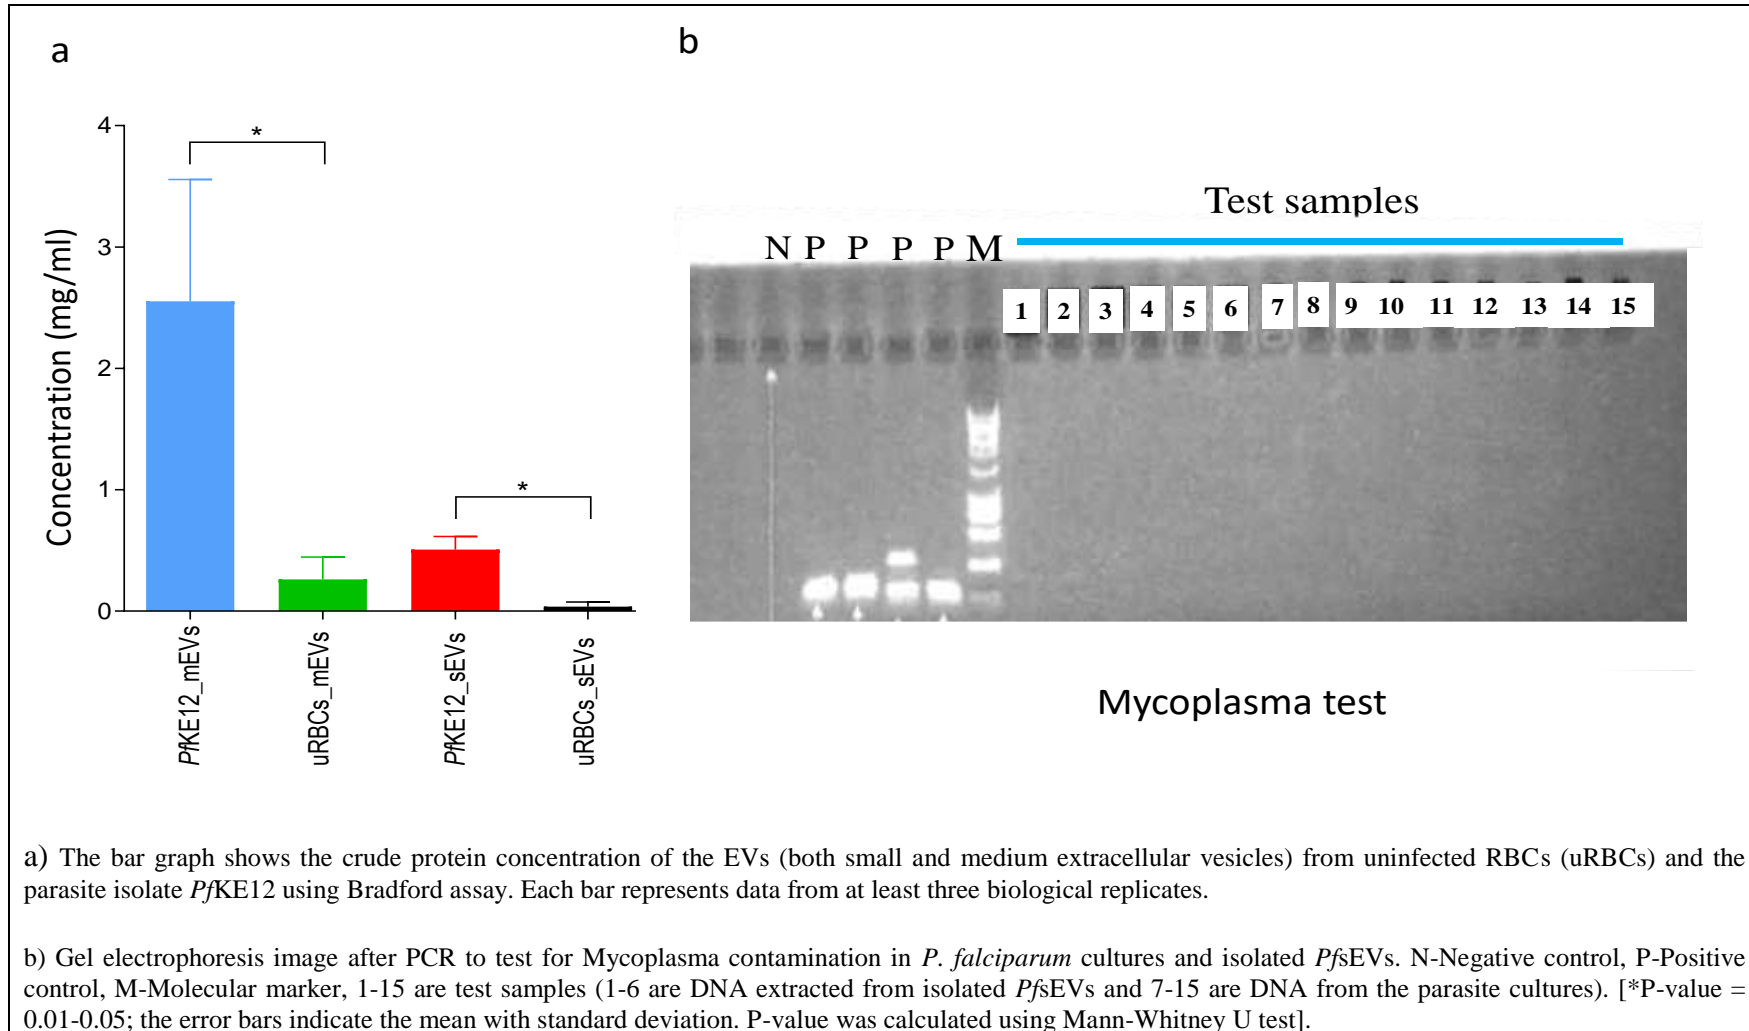 a
b
4
3
2
1
0
Concentration (mg/ml)
*
*
PfKE12_mEVs
uRBCs_mEVs
PfKE12_sEVs
uRBCs_sEVs
Test samples
N P P P P M
1 2 3 4 5 6 7 8 9 10 11 12 13 14 15
Mycoplasma test
a) The bar graph shows the crude protein concentration of the EVs (both small and medium extracellular vesicles) from uninfected RBCs (uRBCs) and the
parasite isolate PfKE12 using Bradford assay. Each bar represents data from at least three biological replicates.
b) Gel electrophoresis image after PCR to test for Mycoplasma contamination in P. falciparum cultures and isolated PfsEVs. N-Negative control, P-Positive
control, M-Molecular marker, 1-15 are test samples (1-6 are DNA extracted from isolated PfsEVs and 7-15 are DNA from the parasite cultures). [*P-value =
0.01-0.05; the error bars indicate the mean with standard deviation. P-value was calculated using Mann-Whitney U test].